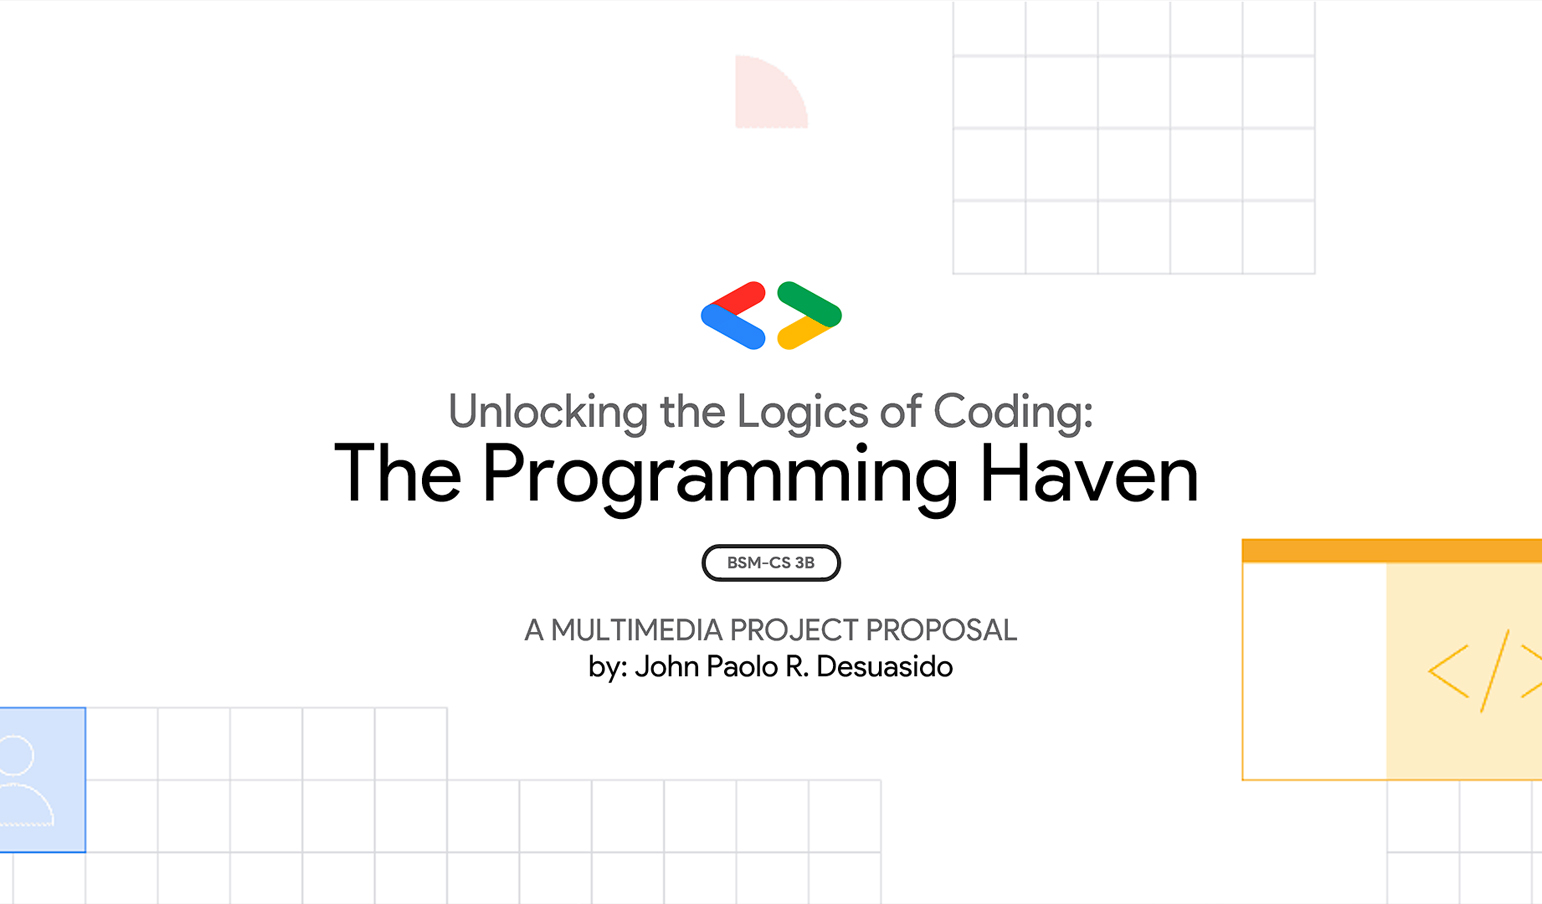 Unlocking the Logics of Coding:
The Programming Haven
BSM-CS 3B
A MULTIMEDIA PROJECT PROPOSAL
by: John Paolo R. Desuasido